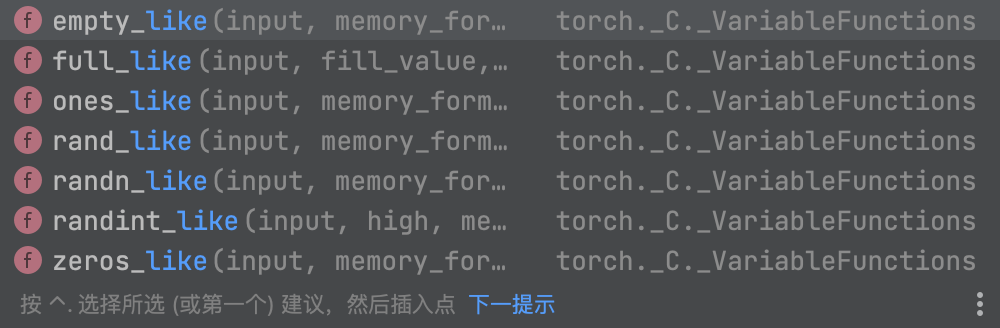 f empty_like(input, memory_for… torch._C._VariableFunctions
f full_like(input, fill_value,… torch._C._VariableFunctions
f ones_like(input, memory_form… torch._C._VariableFunctions
f rand_like(input, memory_form… torch._C._VariableFunctions
f randn_like(input, memory_for… torch._C._VariableFunctions
f randint_like(input, high, me… torch._C._VariableFunctions
f zeros_like(input, memory_for… torch._C._VariableFunctions
按 ^. 选择所选 (或第一个) 建议，然后插入点 下一提示